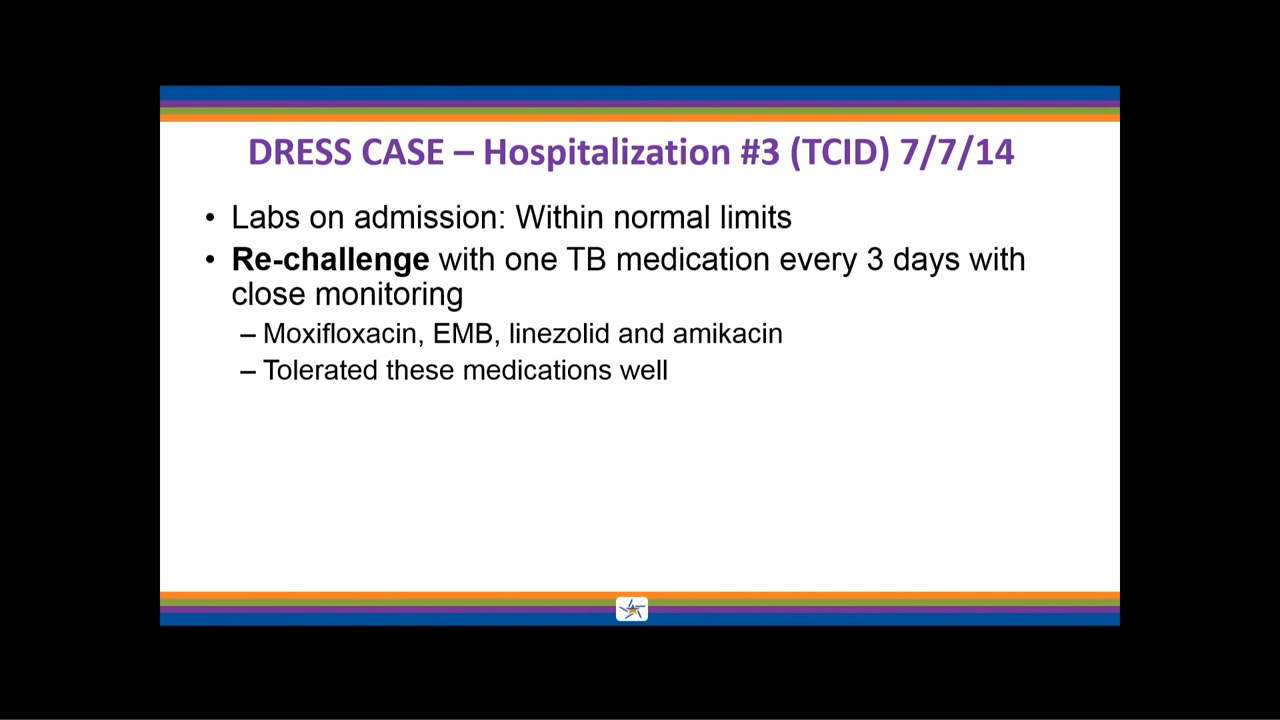 DRESS CASE – Hospitalization #3 (TCID) 7/7/14
• Labs on admission: Within normal limits
• Re-challenge with one TB medication every 3 days with
close monitoring
– Moxifloxacin, EMB, linezolid and amikacin
– Tolerated these medications well